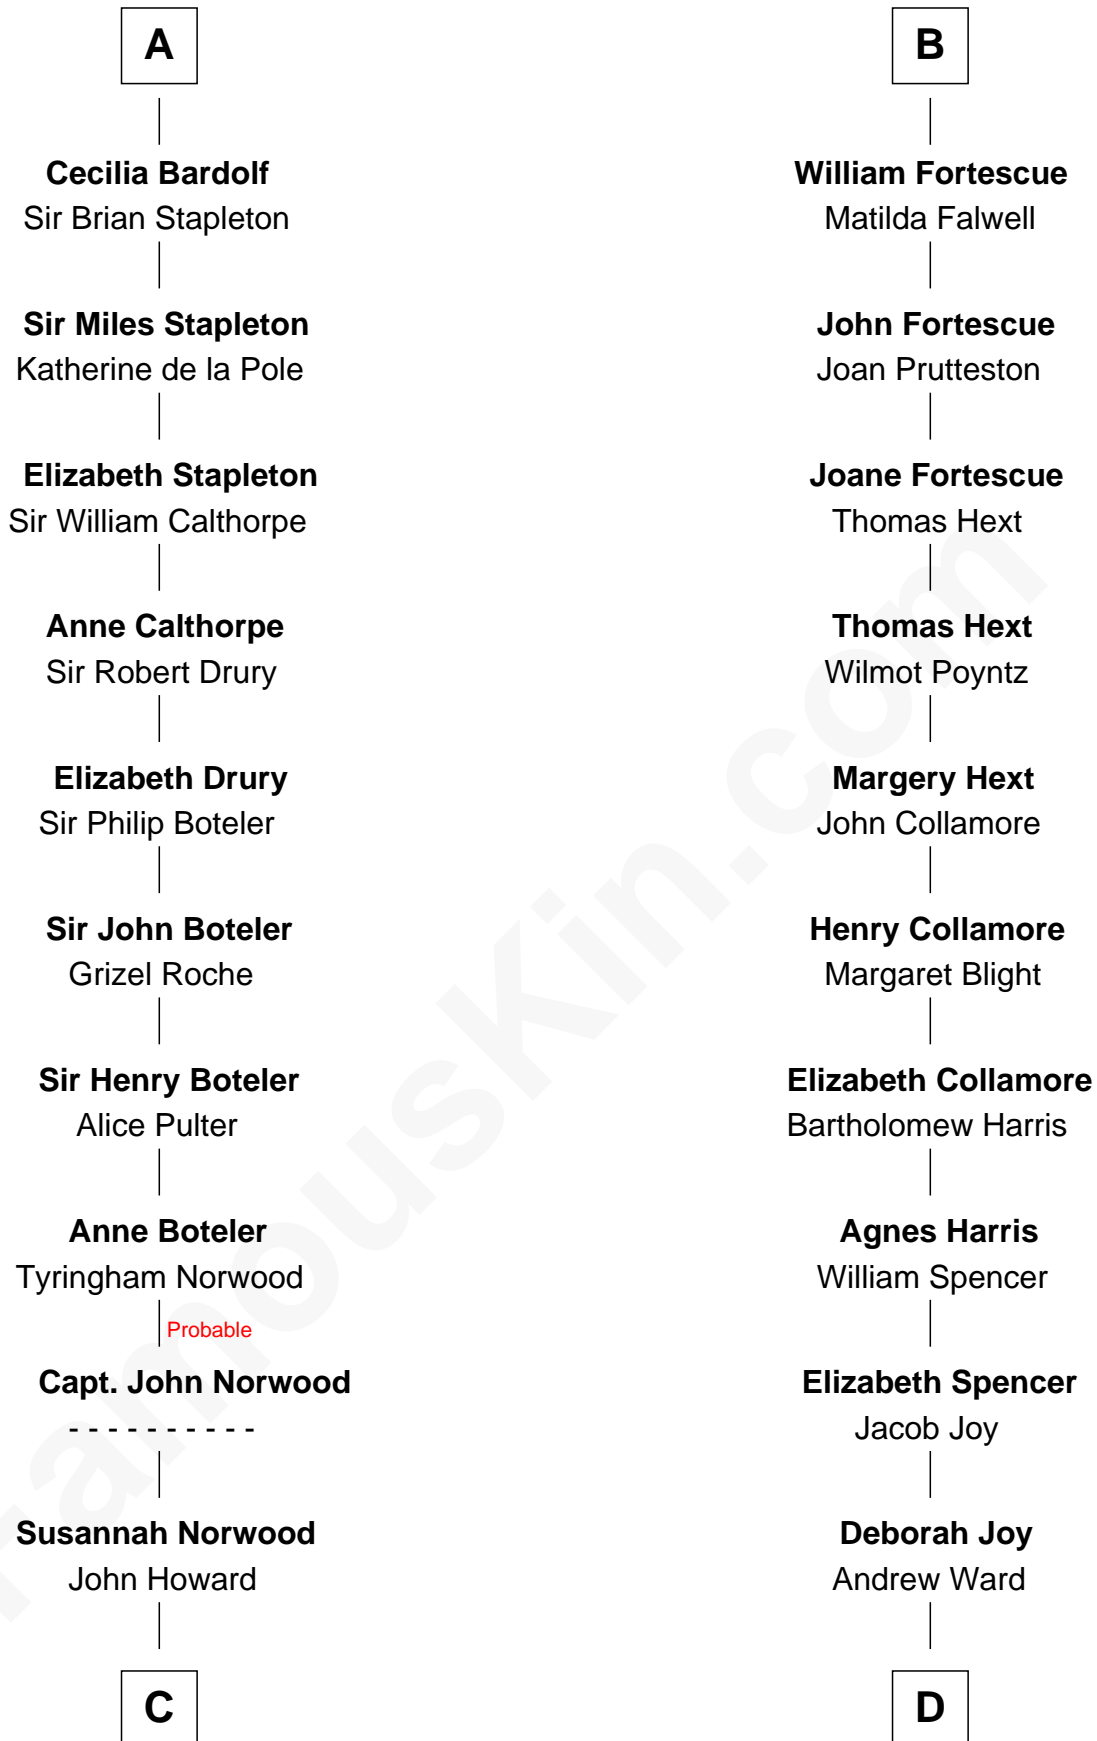 A
Cecilia Bardolf
Sir Brian Stapleton
Sir Miles Stapleton
Katherine de la Pole
Elizabeth Stapleton
Sir William Calthorpe
Anne Calthorpe
Sir Robert Drury
Elizabeth Drury
Sir Philip Boteler
Sir John Boteler
Grizel Roche
Sir Henry Boteler
Alice Pulter
Anne Boteler
Tyringham Norwood
Probable
Capt. John Norwood
- - - - - - - - - -
Susannah Norwood
John Howard
C
B
William Fortescue
Matilda Falwell
John Fortescue
Joan Prutteston
Joane Fortescue
Thomas Hext
Thomas Hext
Wilmot Poyntz
Margery Hext
John Collamore
Henry Collamore
Margaret Blight
Elizabeth Collamore
Bartholomew Harris
Agnes Harris
William Spencer
Elizabeth Spencer
Jacob Joy
Deborah Joy
Andrew Ward
D
FamousKin.com